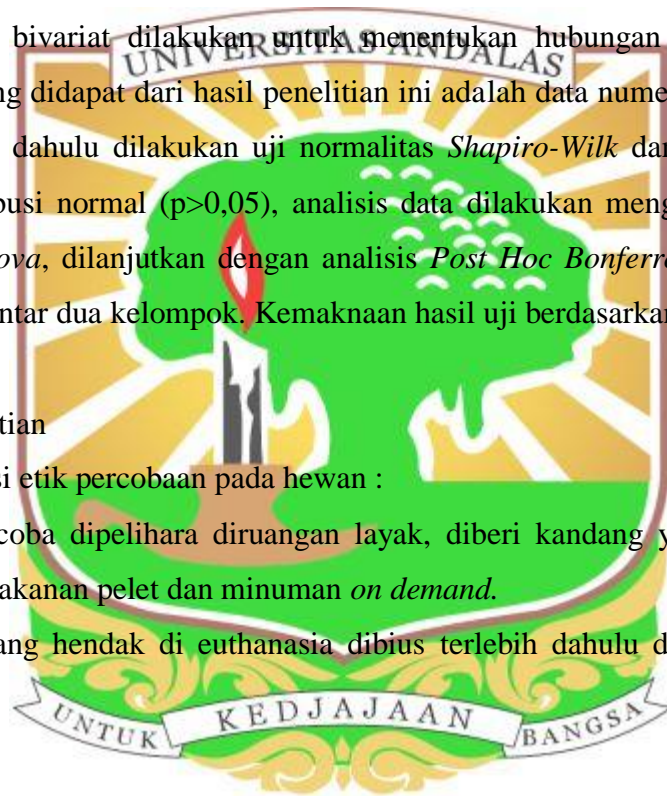 bivariat dilakukan untuk menentukan hubungan
UNIVERSITAS ANDALAS
ng didapat dari hasil penelitian ini adalah data nume
dahulu dilakukan uji normalitas Shapiro-Wilk dan
busi normal (p>0,05), analisis data dilakukan meng
ova, dilanjutkan dengan analisis Post Hoc Bonferr
ntar dua kelompok. Kemaknaan hasil uji berdasarkan
tian
si etik percobaan pada hewan :
coba dipelihara diruangan layak, diberi kandang y
akanan pelet dan minuman on demand.
ang hendak di euthanasia dibius terlebih dahulu d
UNTUK KEDJAJAAN BANGSA